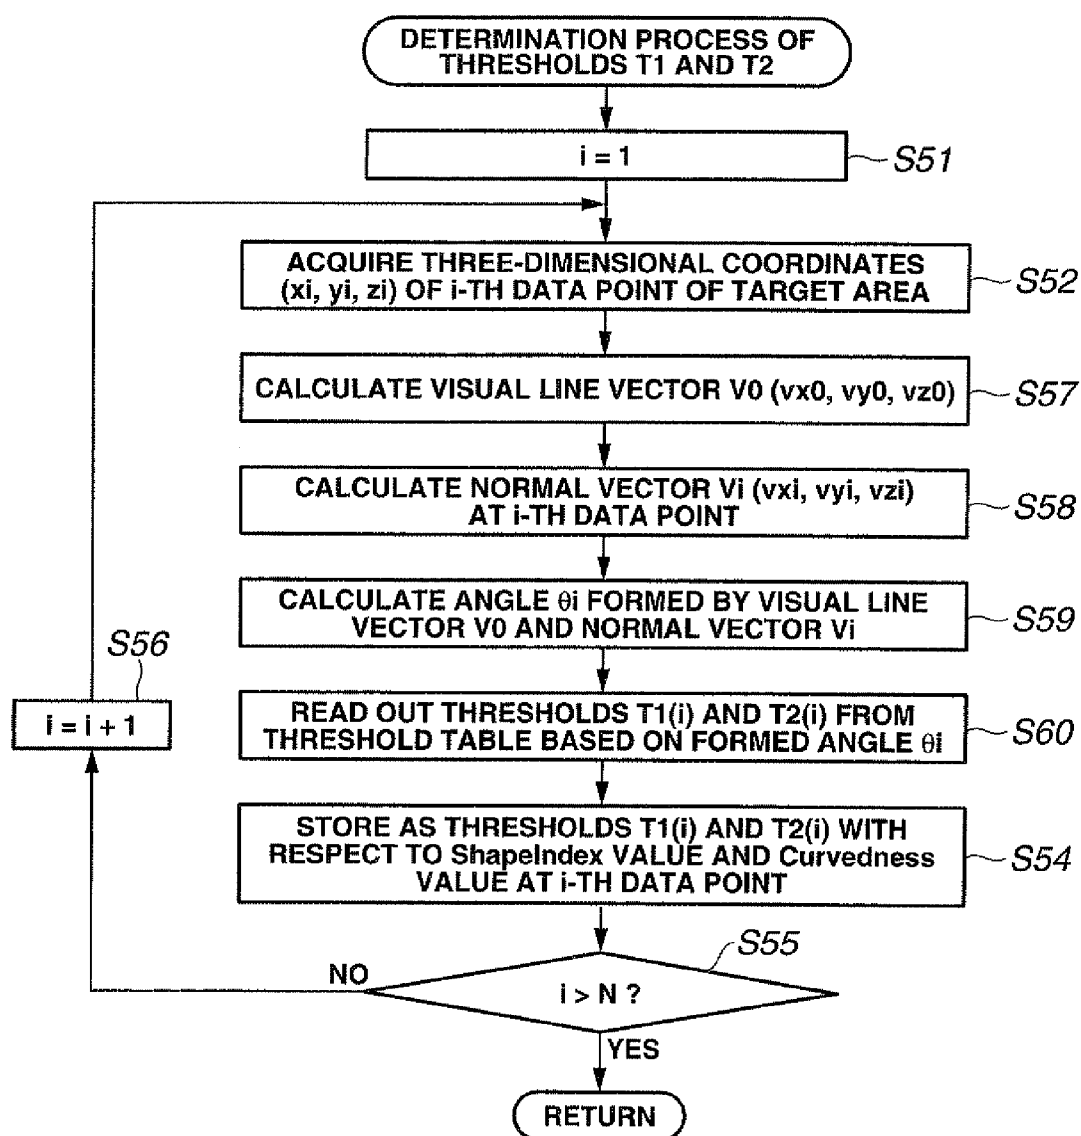 DETERMINATION PROCESS OF
THRESHOLDS T1 AND T2
i = 1
S51
ACQUIRE THREE-DIMENSIONAL COORDINATES
(xi, yi, zi) OF i-TH DATA POINT OF TARGET AREA
S52
CALCULATE VISUAL LINE VECTOR V0 (vx0, vy0, vz0)
S57
CALCULATE NORMAL VECTOR Vi (vxi, vyi, vzi)
AT i-TH DATA POINT
S58
CALCULATE ANGLE θi FORMED BY VISUAL LINE
VECTOR V0 AND NORMAL VECTOR Vi
S59
S56
i = i + 1
READ OUT THRESHOLDS T1(i) AND T2(i) FROM
THRESHOLD TABLE BASED ON FORMED ANGLE θi
S60
STORE AS THRESHOLDS T1(i) AND T2(i) WITH
RESPECT TO ShapeIndex VALUE AND Curvedness
VALUE AT i-TH DATA POINT
S54
S55
NO
i > N ?
YES
RETURN